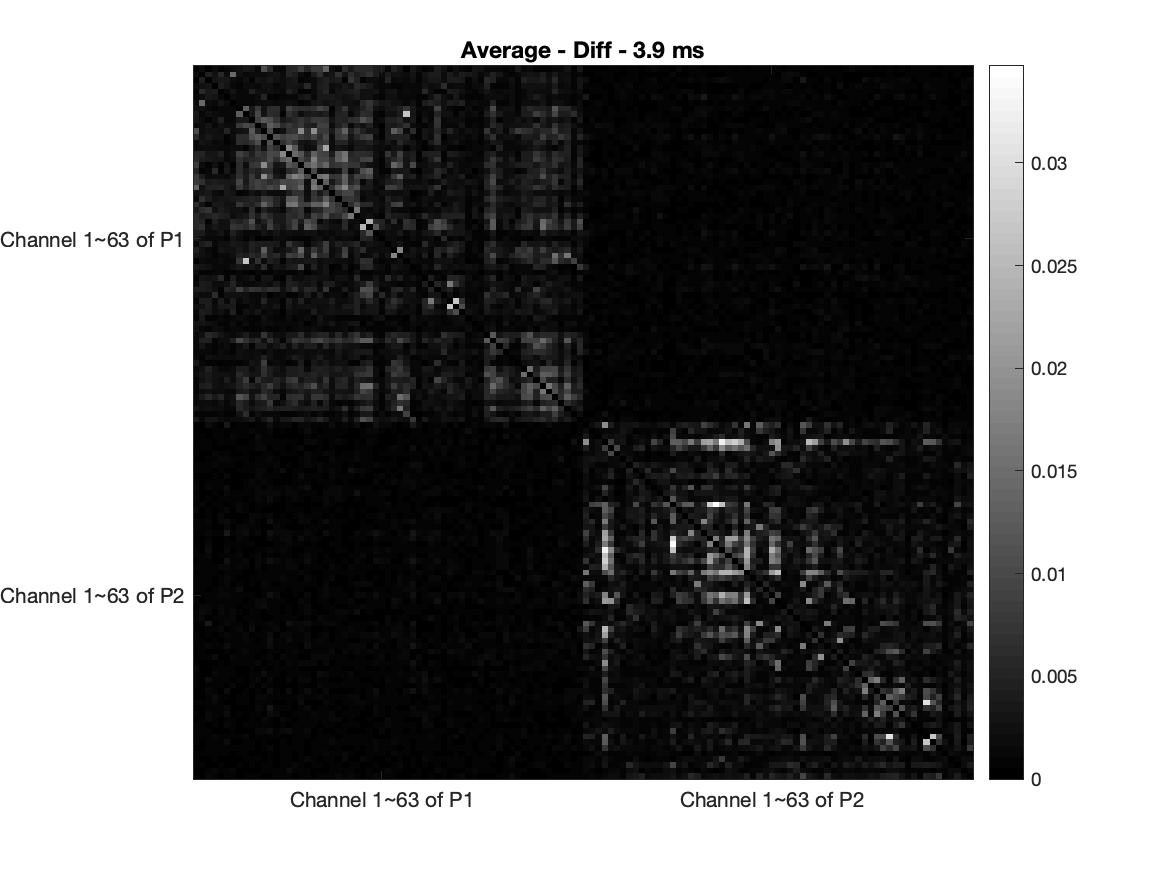 Average - Diff - 3.9 ms
Channel 1~63 of P1
Channel 1~63 of P2
Channel 1~63 of P1
Channel 1~63 of P2
0.03
0.025
0.02
0.015
0.01
0.005
0